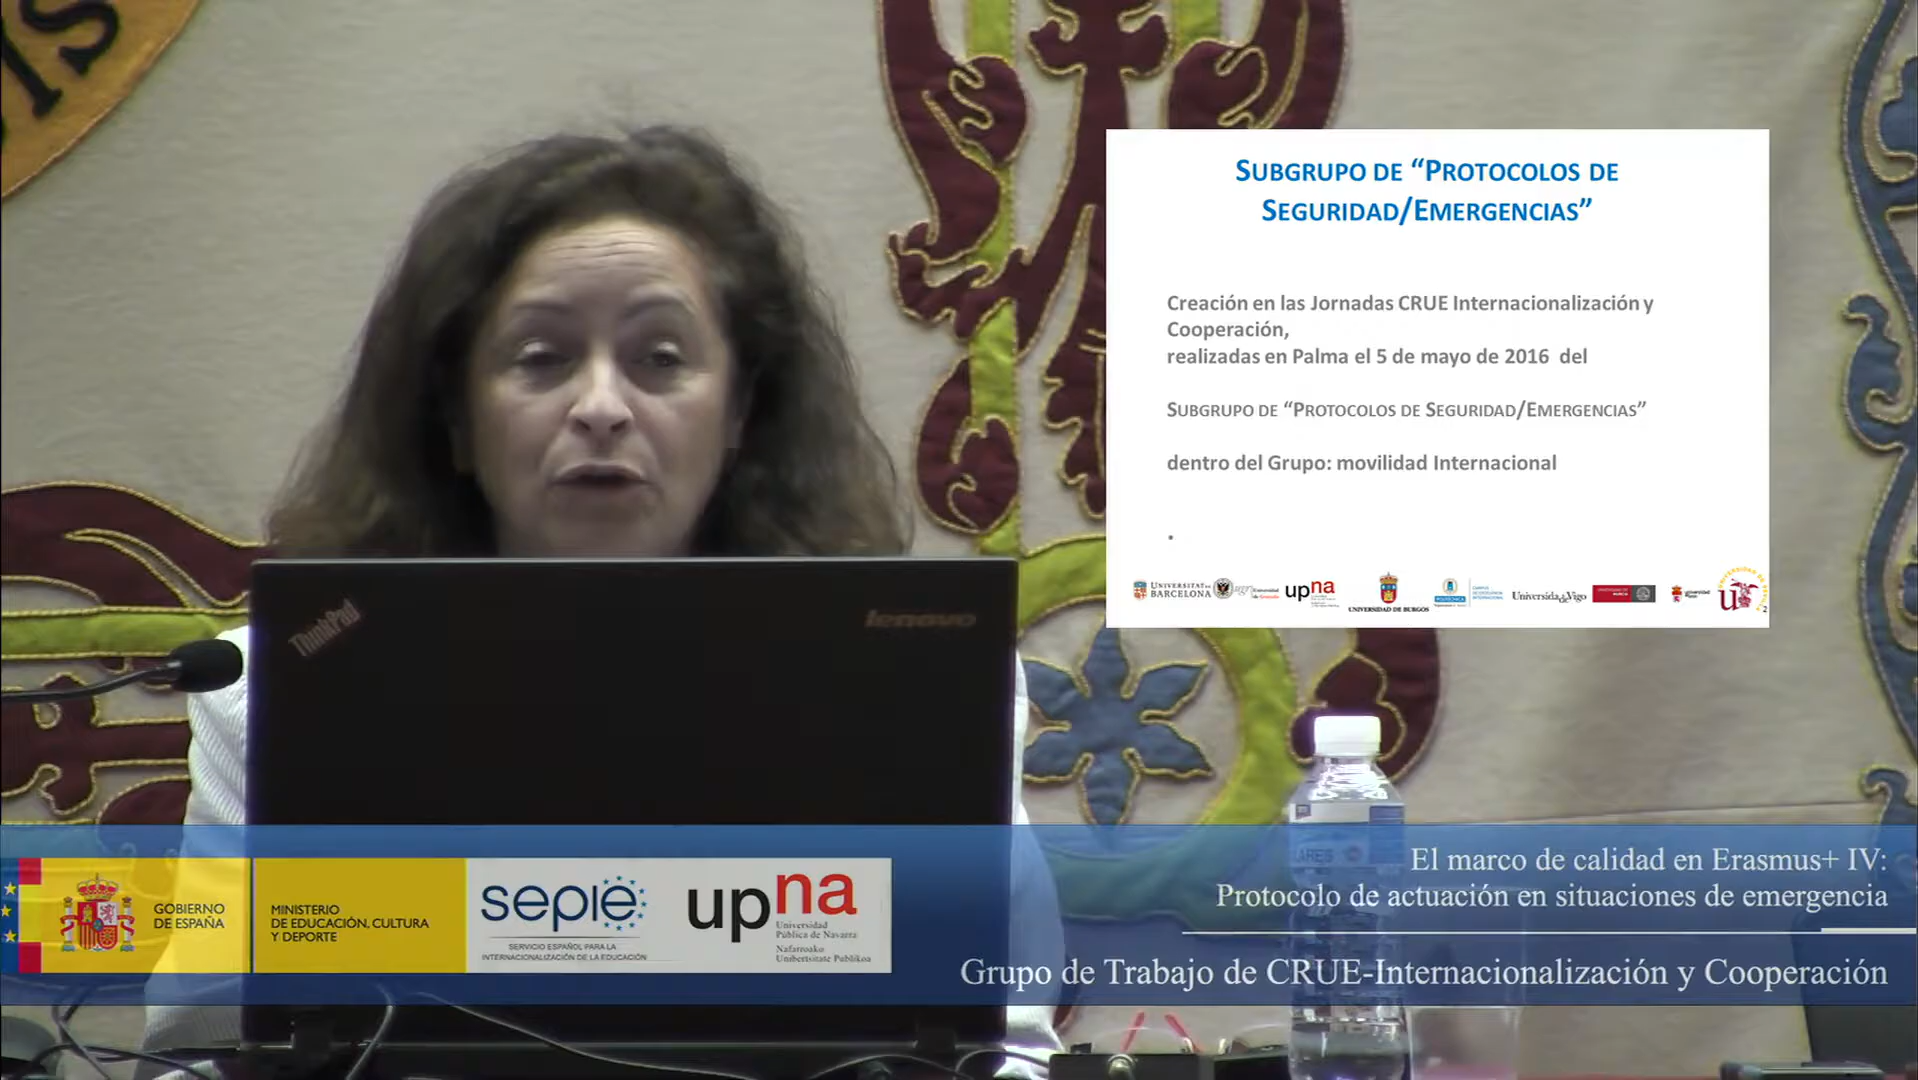 IS
SUBGRUPO DE “PROTOCOLOS DE
SEGURIDAD/EMERGENCIAS”
Creación en las Jornadas CRUE Internacionalización y
Cooperación,
realizadas en Palma el 5 de mayo de 2016 del
SUBGRUPO DE “PROTOCOLOS DE SEGURIDAD/EMERGENCIAS”
dentro del Grupo: movilidad Internacional
.
UNIVERSITAT DE
BARCELONA
upna
UNIVERSIDAD DE BURGOS
Universida de Vigo
2
ThinkPad
lenovo
GOBIERNO
DE ESPAÑA
MINISTERIO
DE EDUCACIÓN, CULTURA
Y DEPORTE
sepie
SERVICIO ESPAÑOL PARA LA
INTERNACIONALIZACIÓN DE LA EDUCACIÓN
upna
Universidad
Pública de Navarra
Nafarroako
Unibertsitate Publikoa
El marco de calidad en Erasmus+ IV:
Protocolo de actuación en situaciones de emergencia
Grupo de Trabajo de CRUE-Internacionalización y Cooperación